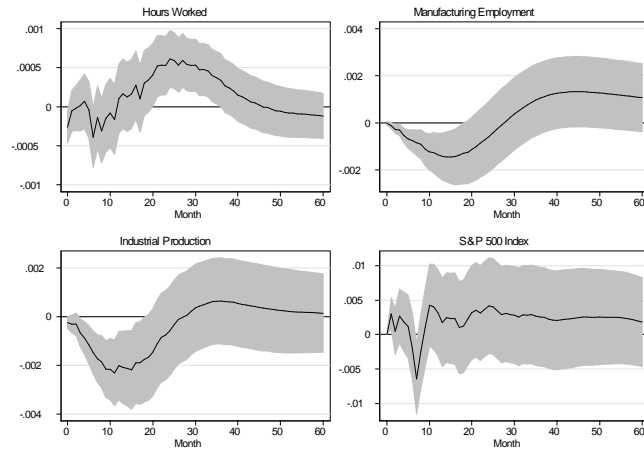 Hours Worked
.001
.0005
0
-.0005
-.001
0 10 20 30 40 50 60
Month
Manufacturing Employment
.004
.002
0
-.002
0 10 20 30 40 50 60
Month
Industrial Production
.002
0
-.002
-.004
0 10 20 30 40 50 60
Month
S&P 500 Index
.01
.005
0
-.005
-.01
0 10 20 30 40 50 60
Month